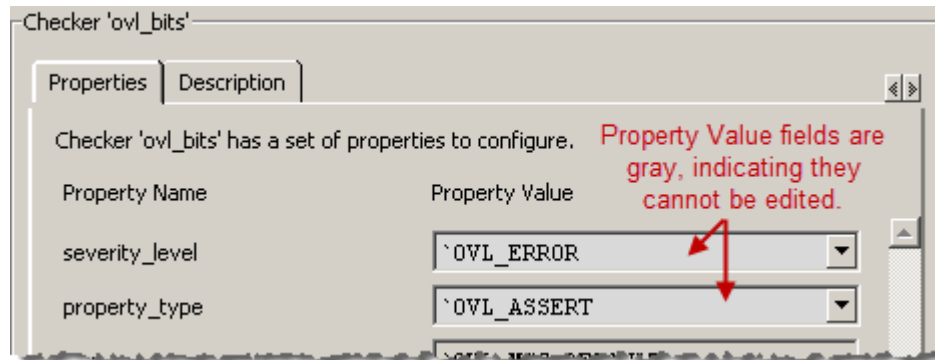 Checker 'ovl_bits'
Properties Description
Checker 'ovl_bits' has a set of properties to configure.
Property Value fields are
gray, indicating they
cannot be edited.
Property Name Property Value
severity_level `OVL_ERROR
property_type `OVL_ASSERT